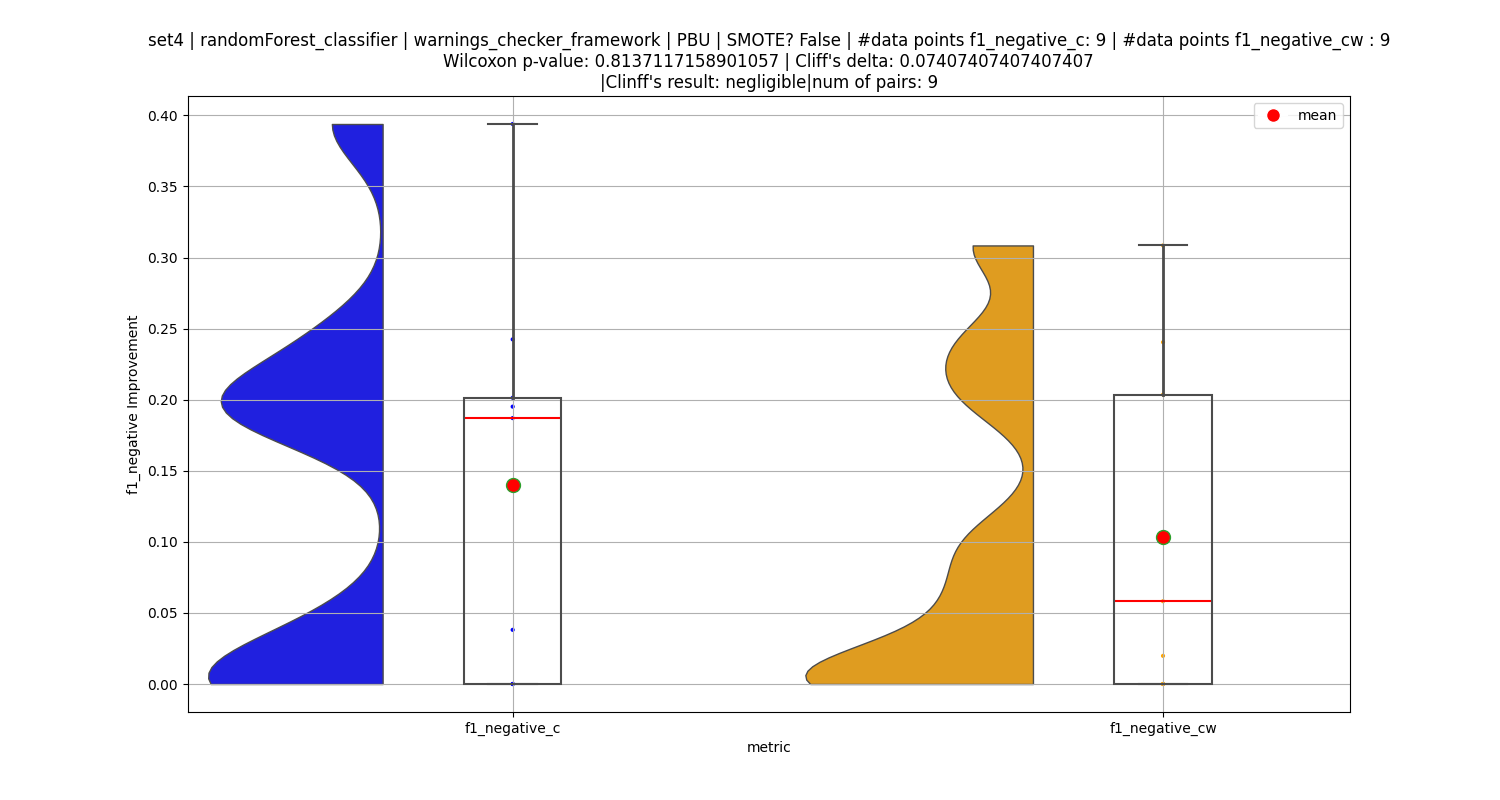 set4 | randomForest_classifier | warnings_checker_framework | PBU | SMOTE? False | #data points f1_negative_c: 9 | #data points f1_negative_cw : 9
Wilcoxon p-value: 0.8137117158901057 | Cliff's delta: 0.07407407407407407
|Clinff's result: negligible|num of pairs: 9
mean
0.40
0.35
0.30
0.25
0.20
0.15
0.10
0.05
0.00
f1_negative Improvement
f1_negative_c
f1_negative_cw
metric